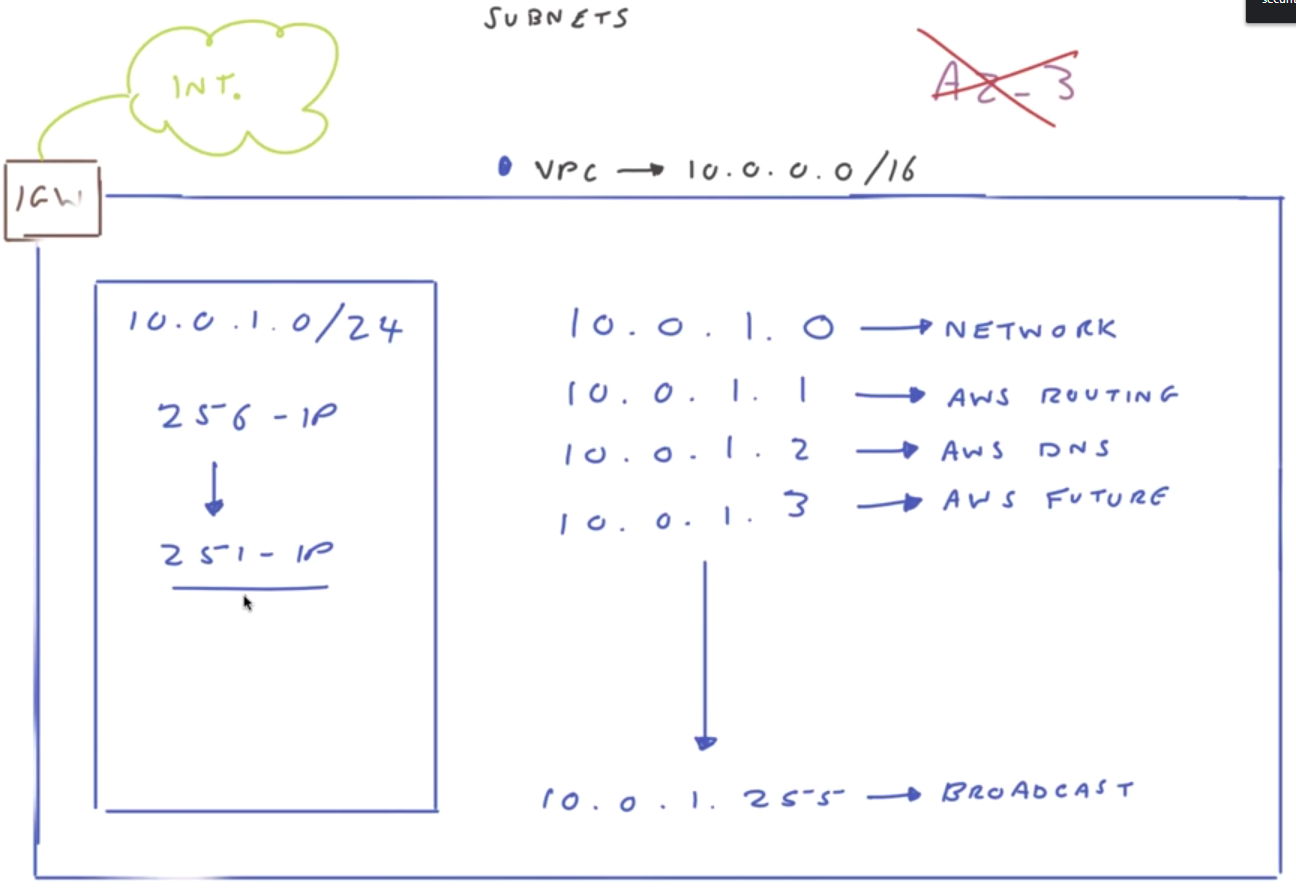 SUBNETS
INT.
AZ-3
VPC → 10.0.0.0/16
IGW
10.0.1.0/24
256-IP
251-IP
10.0.1.0 → NETWORK
10.0.1.1 → AWS ROUTING
10.0.1.2 → AWS DNS
10.0.1.3 → AWS FUTURE
10.0.1.255 → BROADCAST